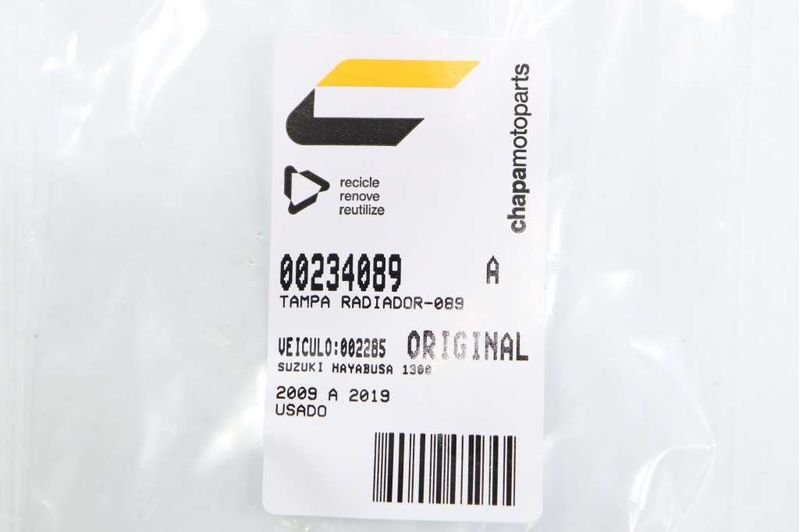 chapamotoparts
recicle
renove
reutilize
00234089 A
TAMPA RADIADOR-089
VEICULO:002285 ORIGINAL
SUZUKI HAYABUSA 1300
2009 A 2019
USADO